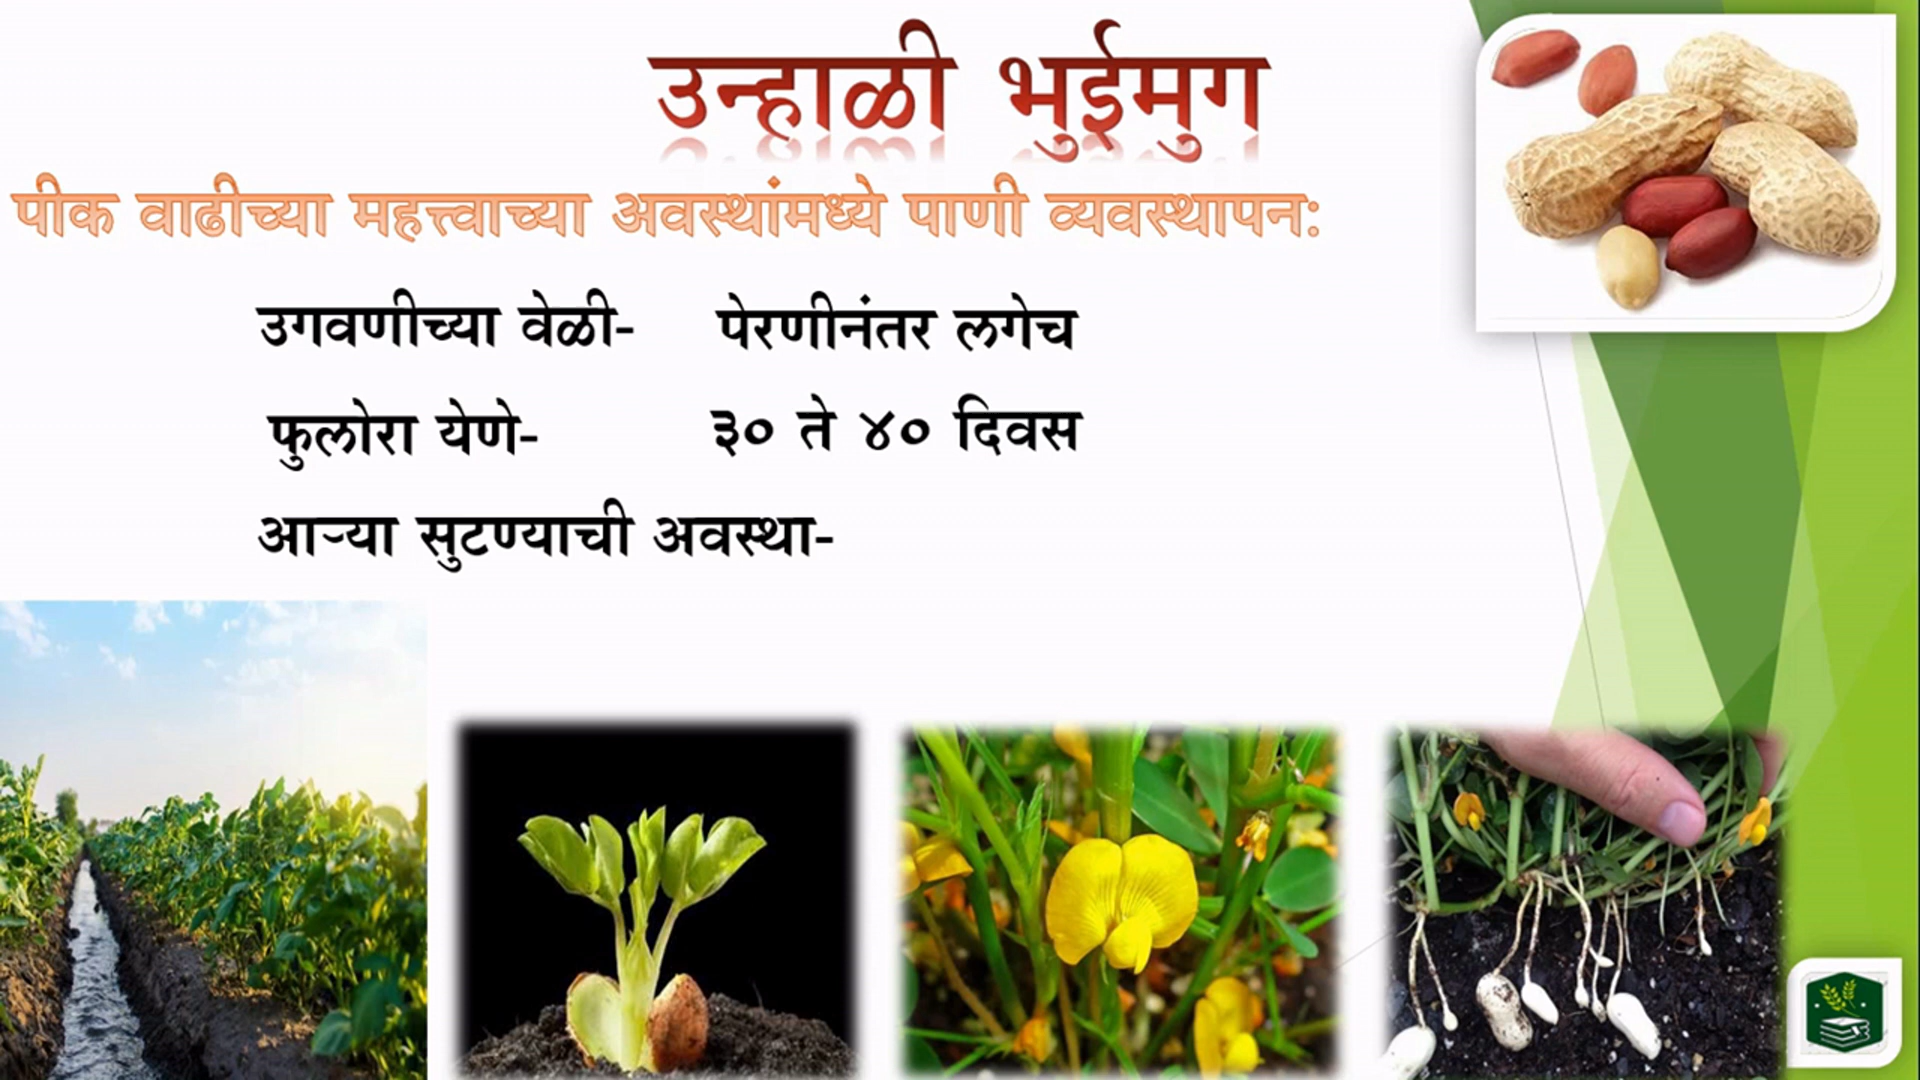 उन्हाळी भुईमुग
पीक वाढीच्या महत्त्वाच्या अवस्थांमध्ये पाणी व्यवस्थापन:
उगवणीच्या वेळी- पेरणीनंतर लगेच
फुलोरा येणे- ३० ते ४० दिवस
आऱ्या सुटण्याची अवस्था-